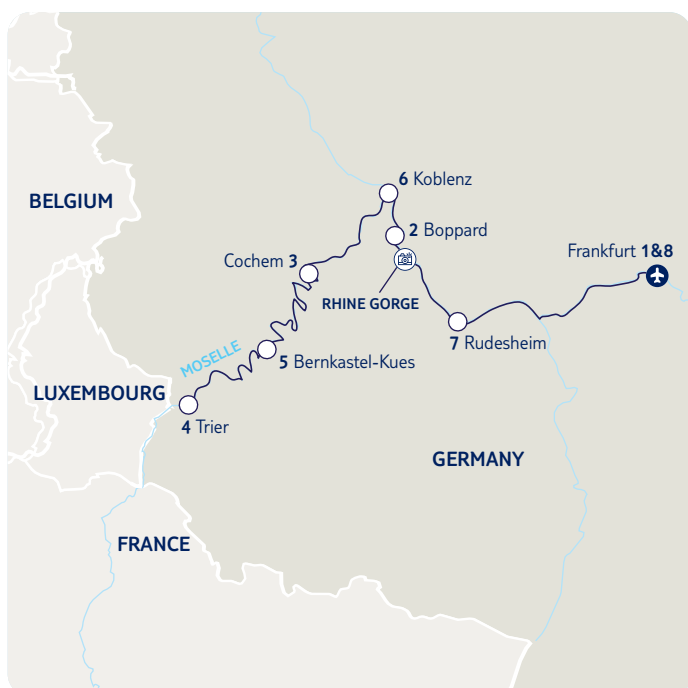 6 Koblenz
BELGIUM
2 Boppard
Frankfurt 1&8
Cochem 3
RHINE GORGE
7 Rudesheim
MOSELLE
5 Bernkastel-Kues
LUXEMBOURG
4 Trier
GERMANY
FRANCE